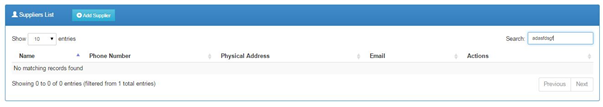 Suppliers List
Add Supplier
Show 10 entries
Search:
Name Phone Number Physical Address Email Actions
No matching records found
Showing 0 to 0 of 0 entries (filtered from 1 total entries)
Previous Next